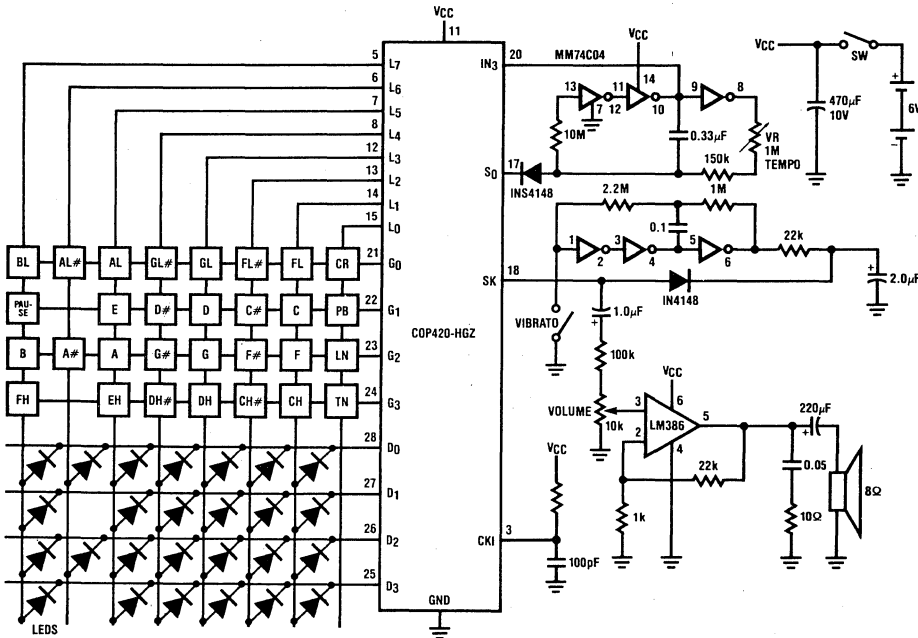 VCC
11
5
L7
6
L6
7
L5
8
L4
12
L3
13
L2
14
L1
15
L0
20
IN3
MM74C04
VCC
14
13
11
7
12
10
9
8
10M
0.33µF
VR
1M
TEMPO
17
S0
INS4148
150k
VCC
SW
470µF
10V
+
6V
−
2.2M
1M
0.1
1
2
3
4
5
6
22k
+
2.0µF
18
SK
IN4148
VIBRATO
1.0µF
+
100k
VOLUME
10k
BL
AL#
AL
GL#
GL
FL#
FL
CR
21
G0
PAU-
SE
E
D#
D
C#
C
PB
22
G1
B
A#
A
G#
G
F#
F
LN
23
G2
FH
EH
DH#
DH
CH#
CH
TN
24
G3
COP420-HGZ
28
D0
27
D1
26
D2
25
D3
LEDS
GND
VCC
3
CKI
100pF
VCC
6
3
2
LM386
5
4
22k
1k
220µF
+
0.05
10Ω
8Ω